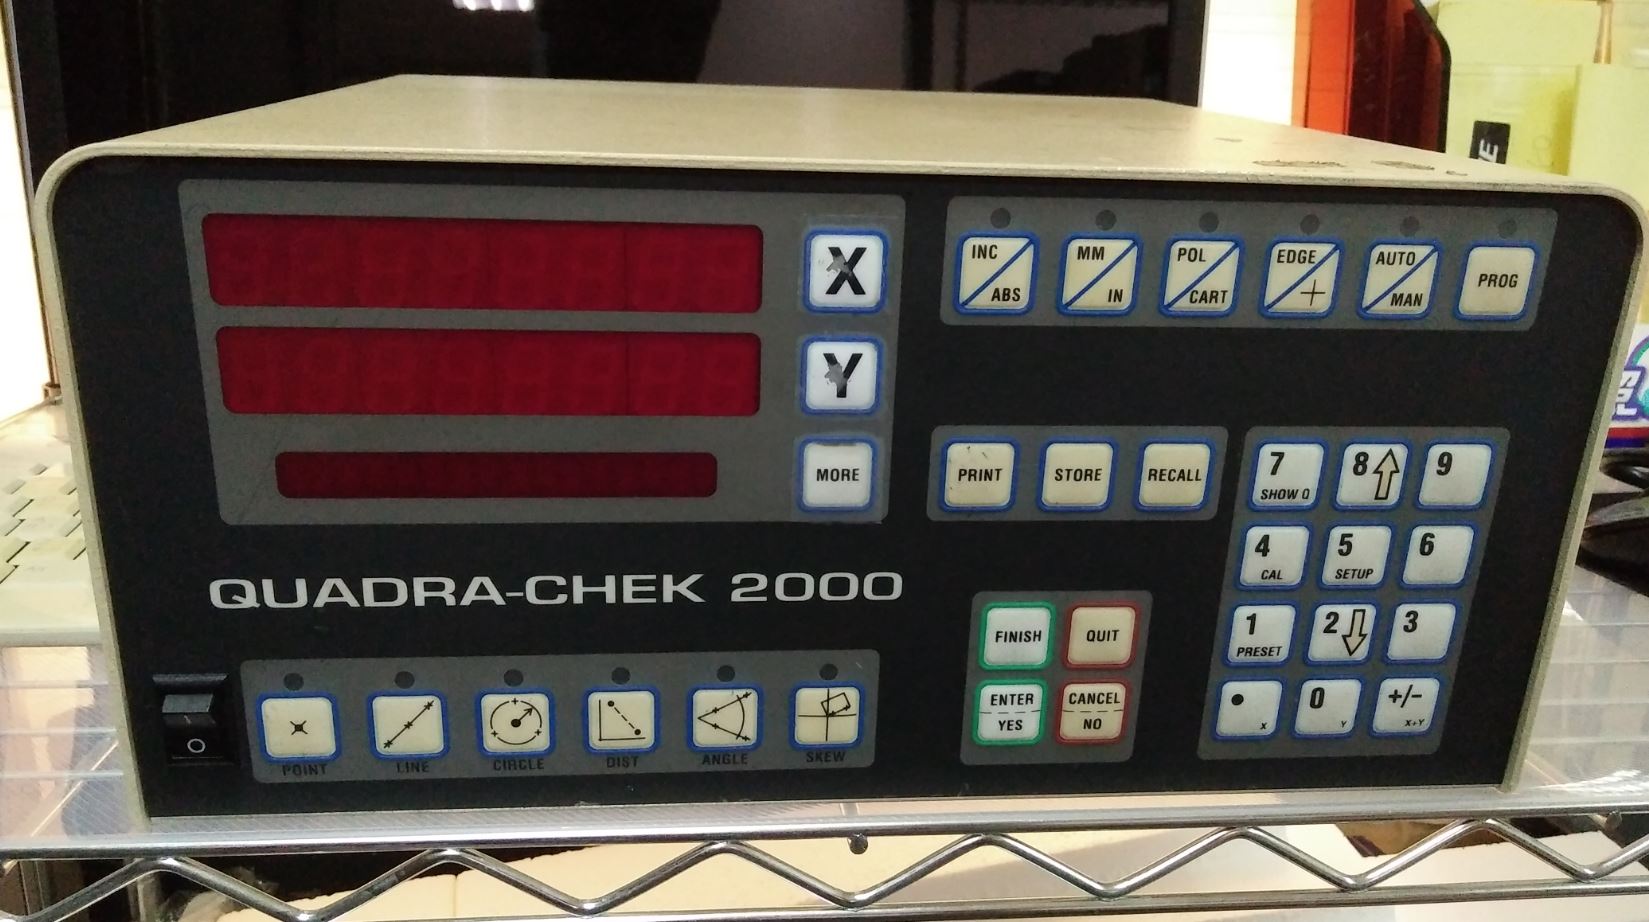 X
Y
MORE
INC
ABS
MM
IN
POL
CART
EDGE
AUTO
MAN
PROG
PRINT
STORE
RECALL
7
SHOW Q
8
9
4
CAL
5
SETUP
6
1
PRESET
2
3
X
0
Y
+/-
X+Y
QUADRA-CHEK 2000
FINISH
QUIT
ENTER
YES
CANCEL
NO
O
POINT
LINE
CIRCLE
DIST
ANGLE
SKEW